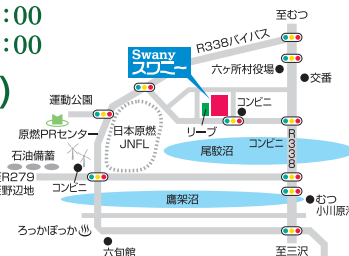 :00
:00
)
至むつ
R338バイパス
Swany
スワニー
六ヶ所村役場
交番
運動公園
コンビニ
原燃PRセンター
日本原燃
JNFL
リーブ
コンビニ
R338
尾駮沼
石油備蓄
R279
野辺地
コンビニ
鷹架沼
むつ
小川原
ろっかぽっか
六旬館
至三沢